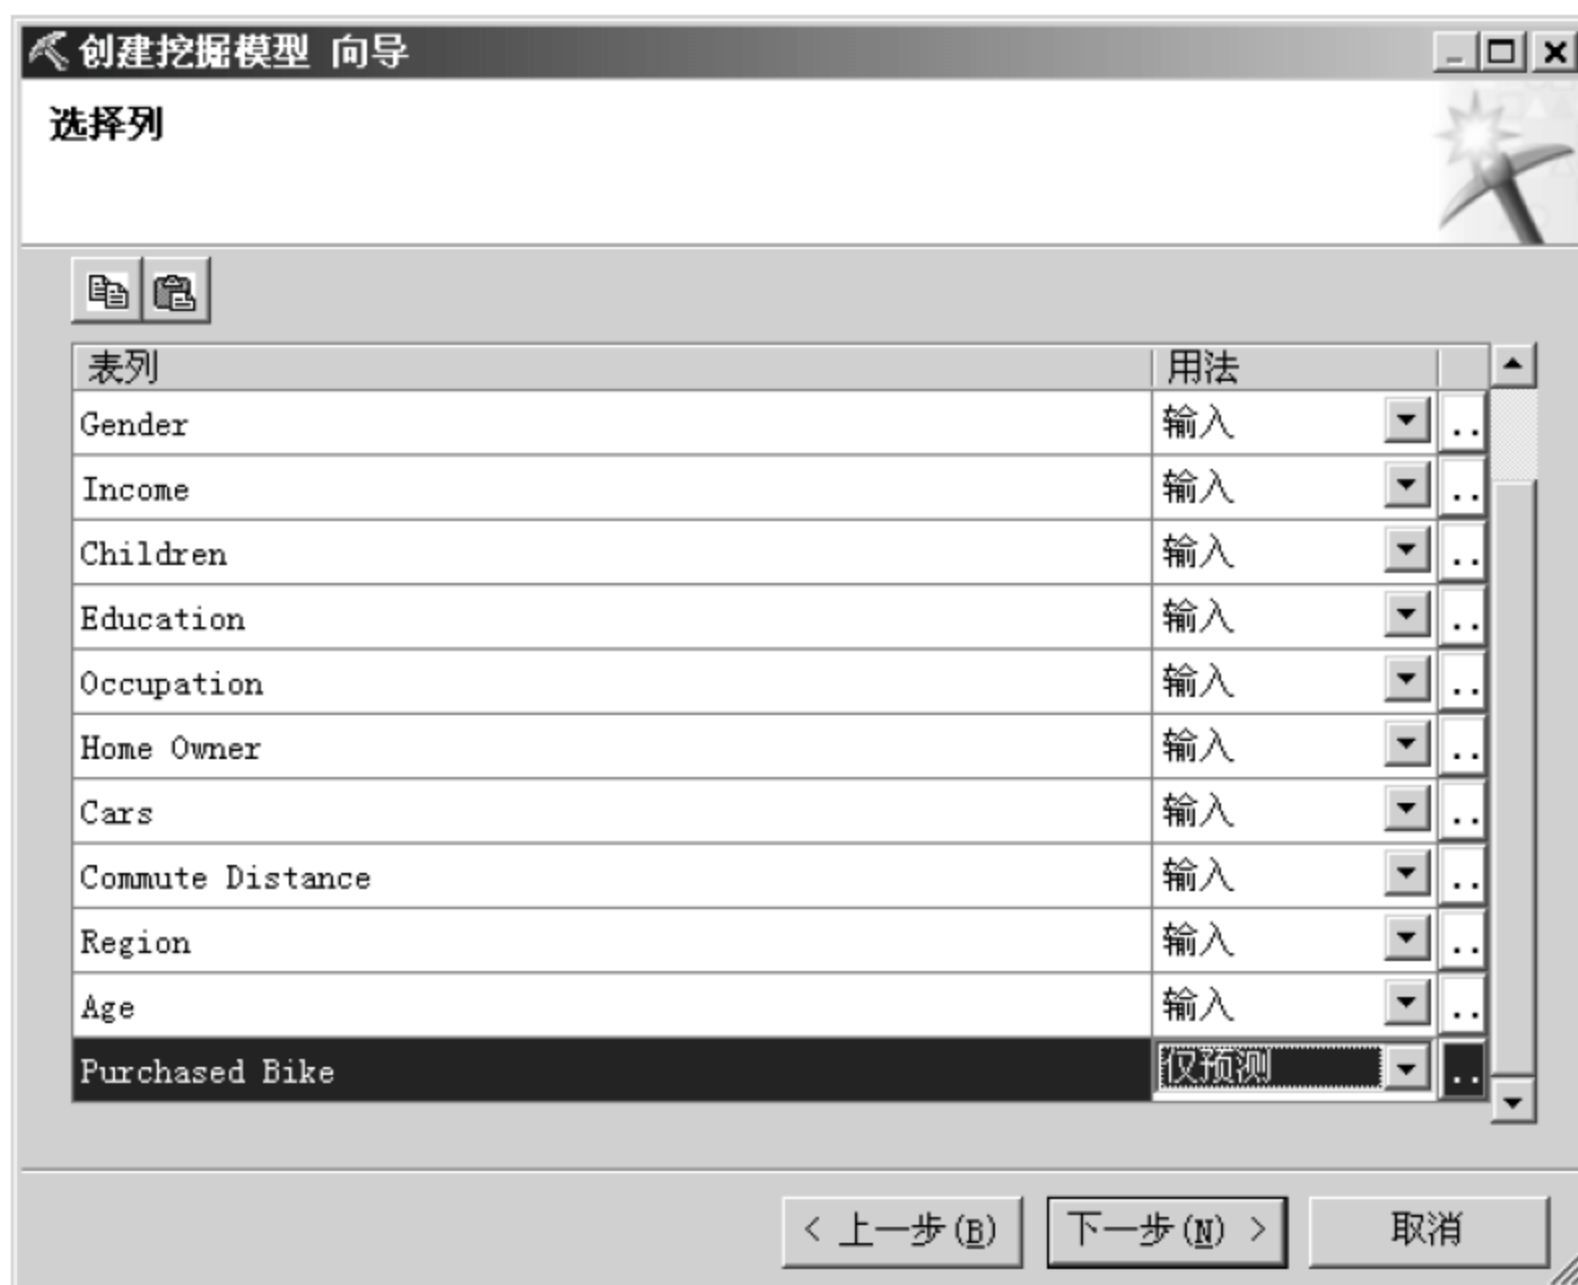 创建挖掘模型 向导
选择列
表列 用法
Gender 输入 ..
Income 输入 ..
Children 输入 ..
Education 输入 ..
Occupation 输入 ..
Home Owner 输入 ..
Cars 输入 ..
Commute Distance 输入 ..
Region 输入 ..
Age 输入 ..
Purchased Bike 仅预测 ..
< 上一步(B) 下一步(N) > 取消